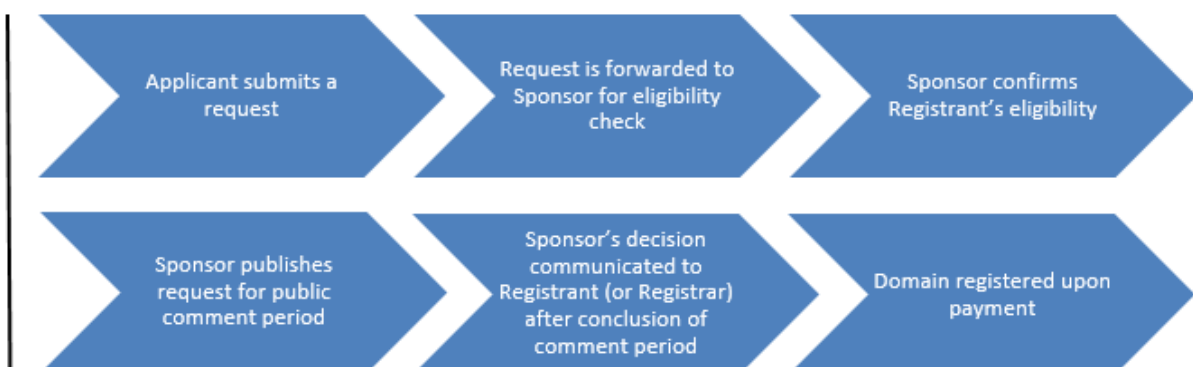 Applicant submits a
request
Request is forwarded to
Sponsor for eligibility
check
Sponsor confirms
Registrant's eligibility
Sponsor publishes
request for public
comment period
Sponsor's decision
communicated to
Registrant (or Registrar)
after conclusion of
comment period
Domain registered upon
payment